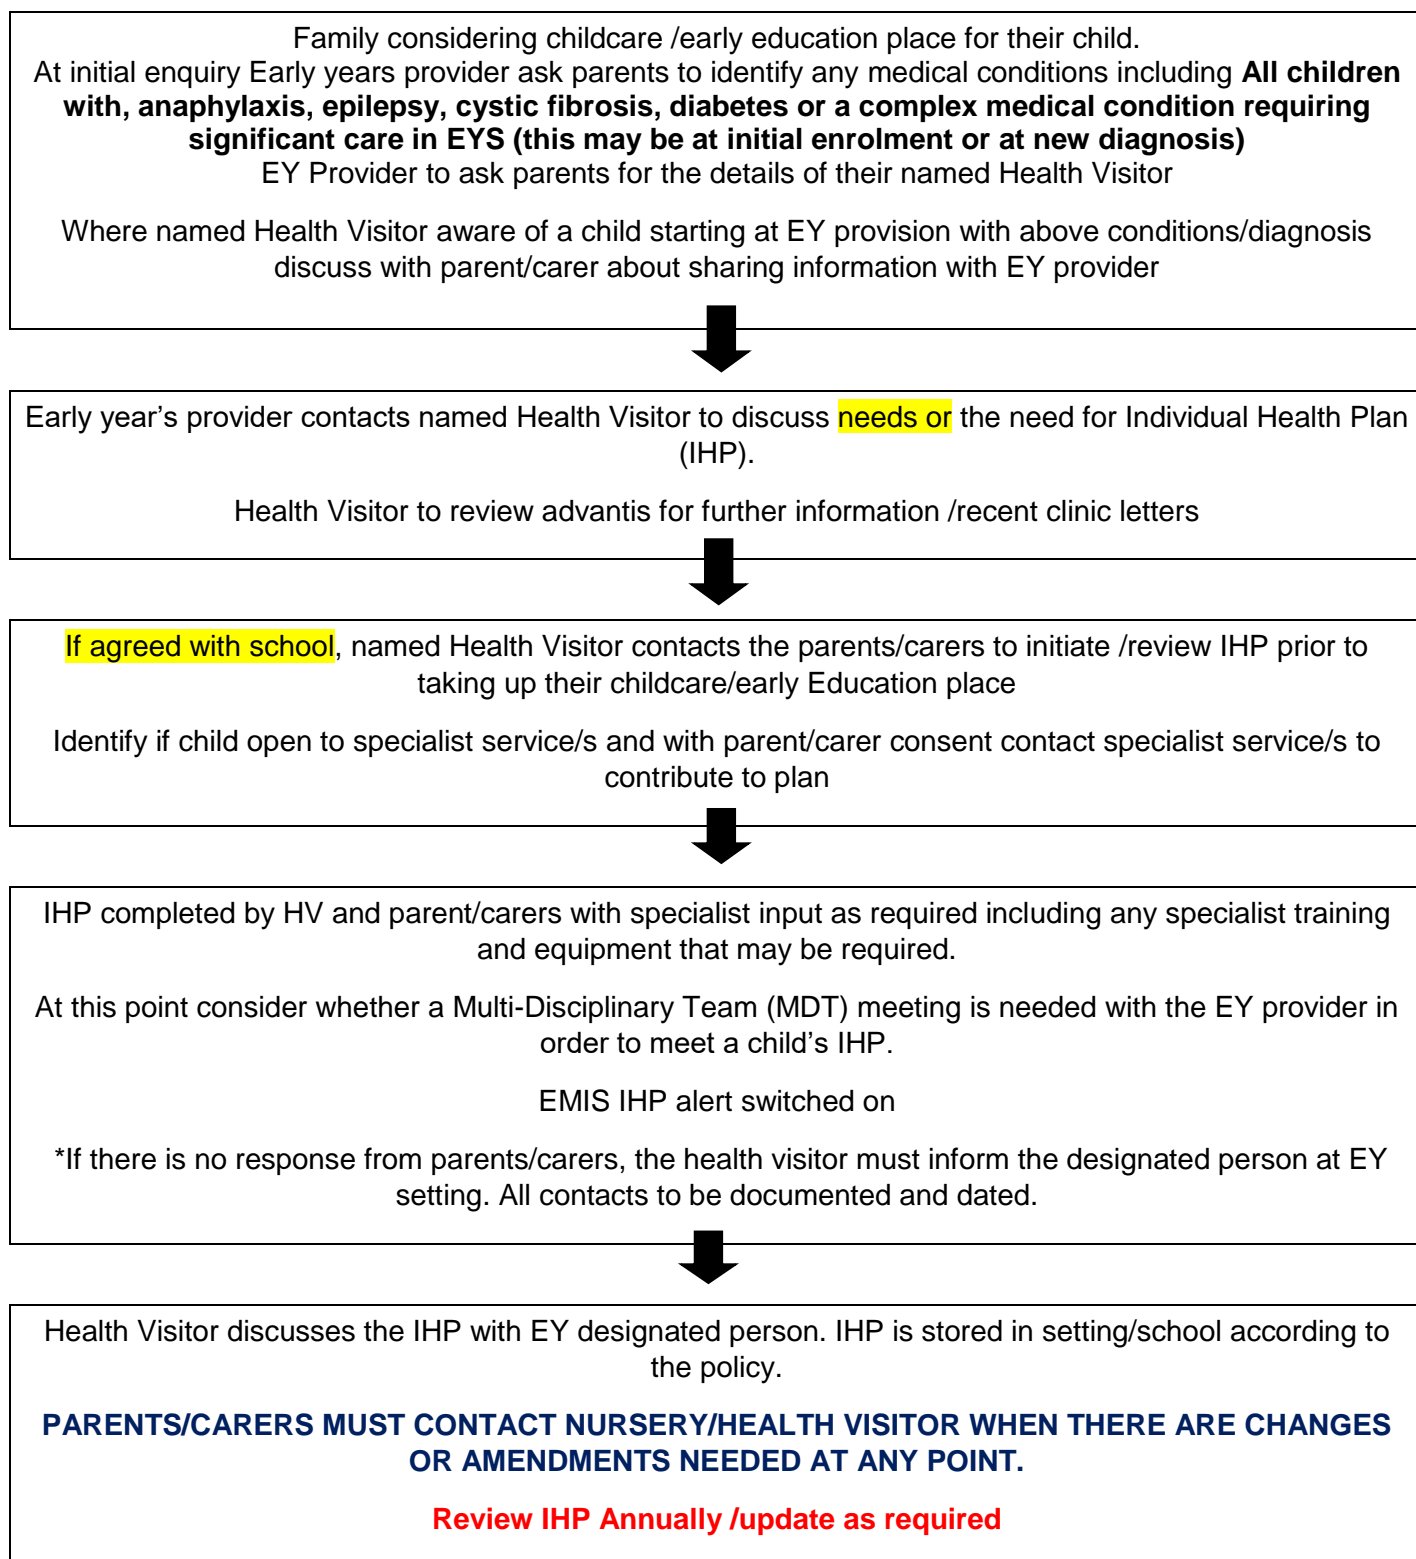 Family considering childcare /early education place for their child.
At initial enquiry Early years provider ask parents to identify any medical conditions including All children
with, anaphylaxis, epilepsy, cystic fibrosis, diabetes or a complex medical condition requiring
significant care in EYS (this may be at initial enrolment or at new diagnosis)
EY Provider to ask parents for the details of their named Health Visitor
Where named Health Visitor aware of a child starting at EY provision with above conditions/diagnosis
discuss with parent/carer about sharing information with EY provider
Early year's provider contacts named Health Visitor to discuss needs or the need for Individual Health Plan
(IHP).
Health Visitor to review advantis for further information /recent clinic letters
If agreed with school, named Health Visitor contacts the parents/carers to initiate /review IHP prior to
taking up their childcare/early Education place
Identify if child open to specialist service/s and with parent/carer consent contact specialist service/s to
contribute to plan
IHP completed by HV and parent/carers with specialist input as required including any specialist training
and equipment that may be required.
At this point consider whether a Multi-Disciplinary Team (MDT) meeting is needed with the EY provider in
order to meet a child's IHP.
EMIS IHP alert switched on
*If there is no response from parents/carers, the health visitor must inform the designated person at EY
setting. All contacts to be documented and dated.
Health Visitor discusses the IHP with EY designated person. IHP is stored in setting/school according to
the policy.
PARENTS/CARERS MUST CONTACT NURSERY/HEALTH VISITOR WHEN THERE ARE CHANGES
OR AMENDMENTS NEEDED AT ANY POINT.
Review IHP Annually /update as required